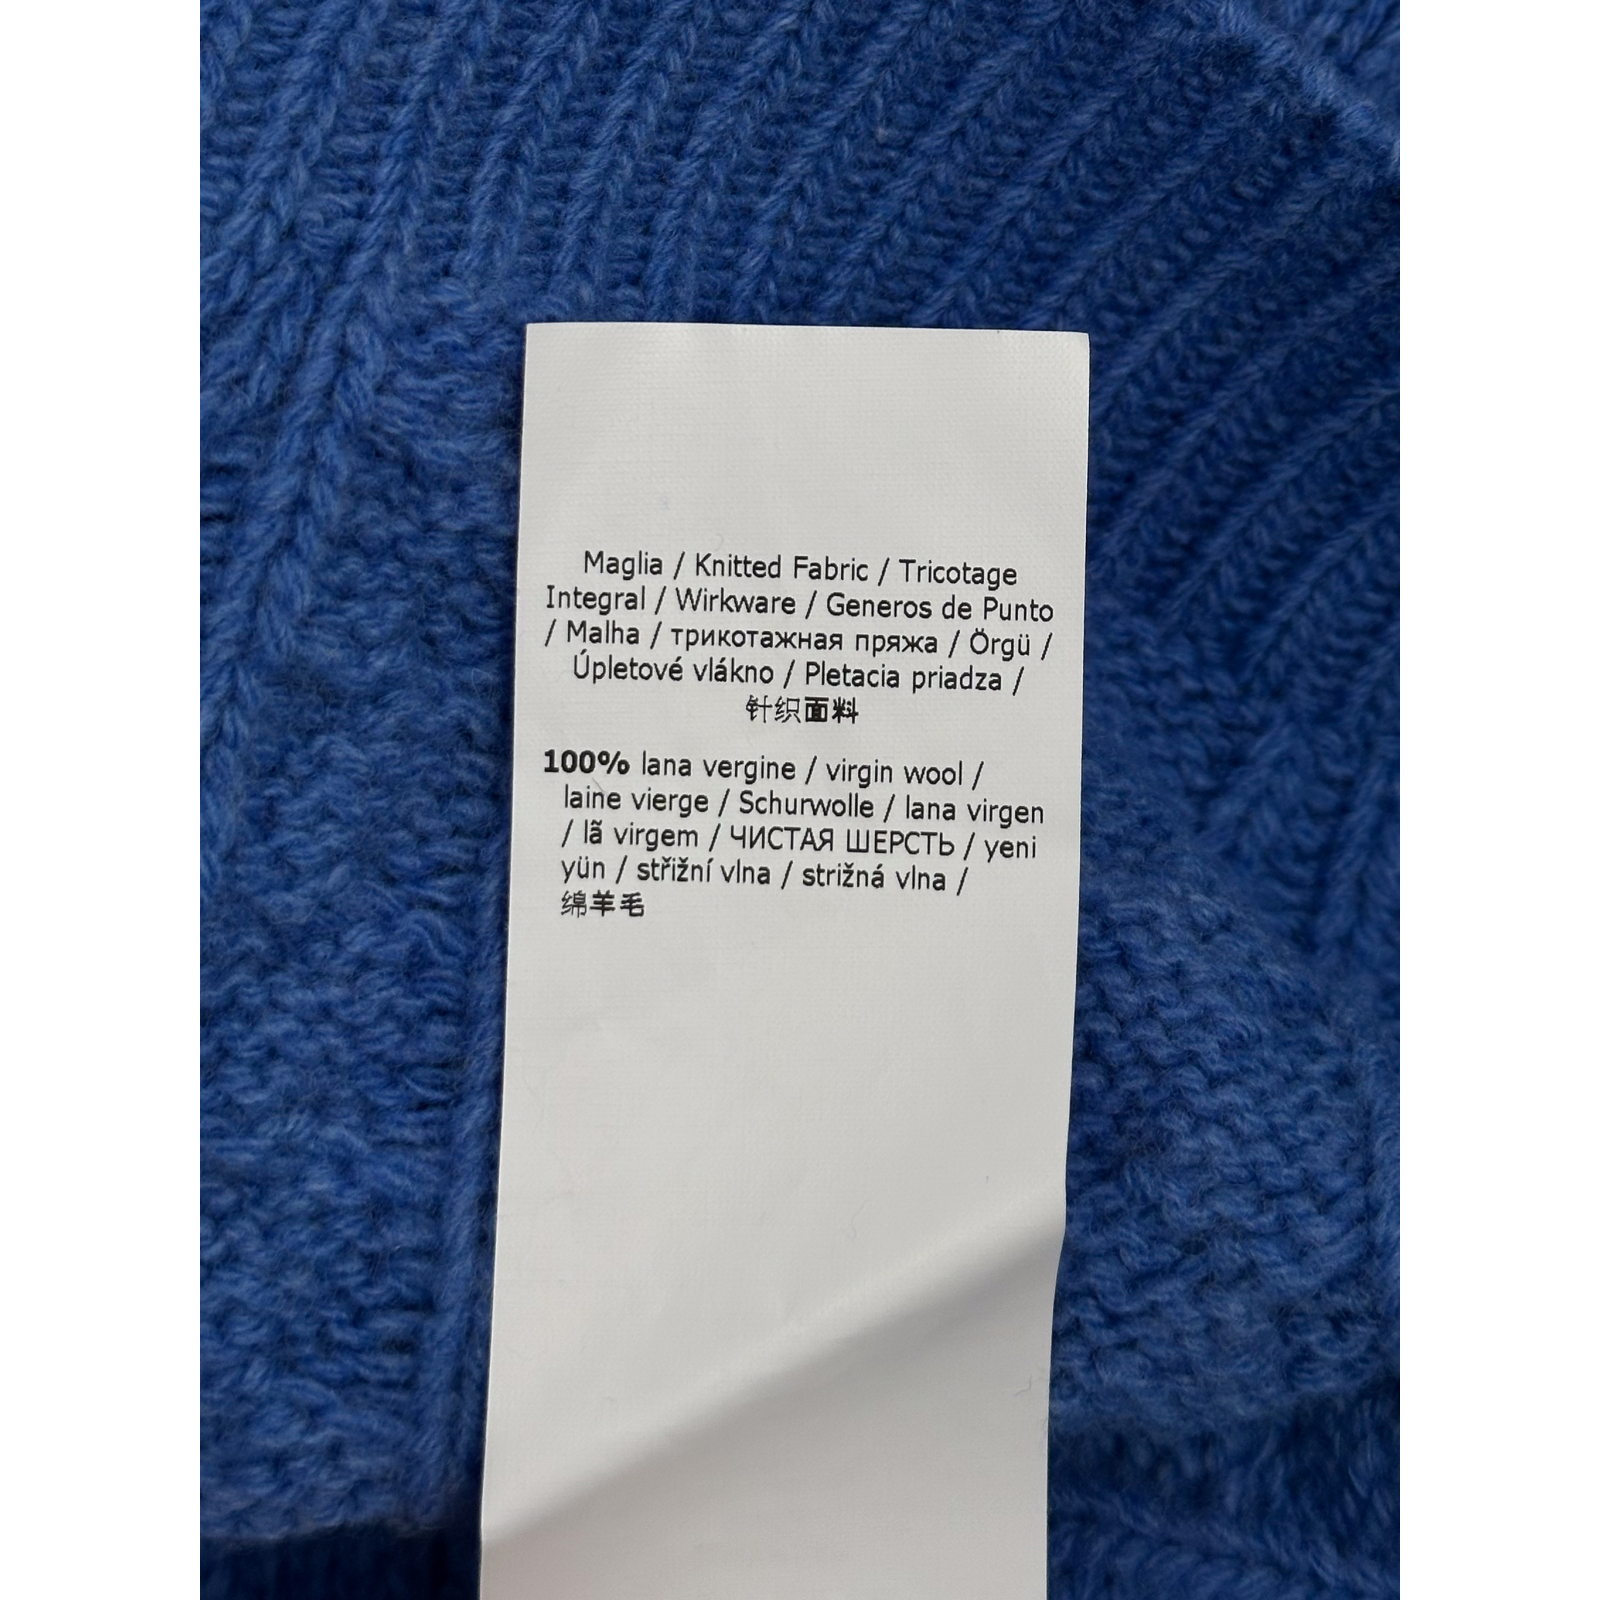 Maglia / Knitted Fabric / Tricotage
Integral / Wirkware / Generos de Punto
/ Malha / трикотажная пряжа / Örgü /
Úpletové vlákno / Pletacia priadza /
针织面料
100% lana vergine / virgin wool /
laine vierge / Schurwolle / lana virgen
/ lã virgem / ЧИСТАЯ ШЕРСТЬ / yeni
yün / střižní vlna / strižná vlna /
绵羊毛